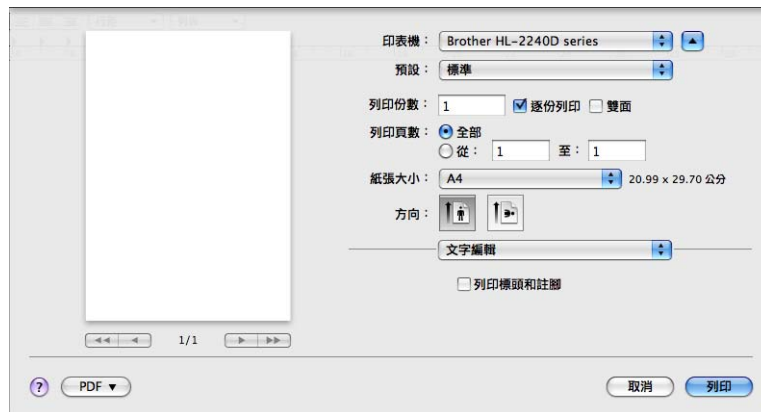 印表機： Brother HL-2240D series
預設： 標準
列印份數： 1 逐份列印 雙面
列印頁數： 全部
從： 1 至： 1
紙張大小： A4 20.99 x 29.70 公分
方向：
文字編輯
列印標頭和註腳
1/1
? PDF ▼ 取消 列印